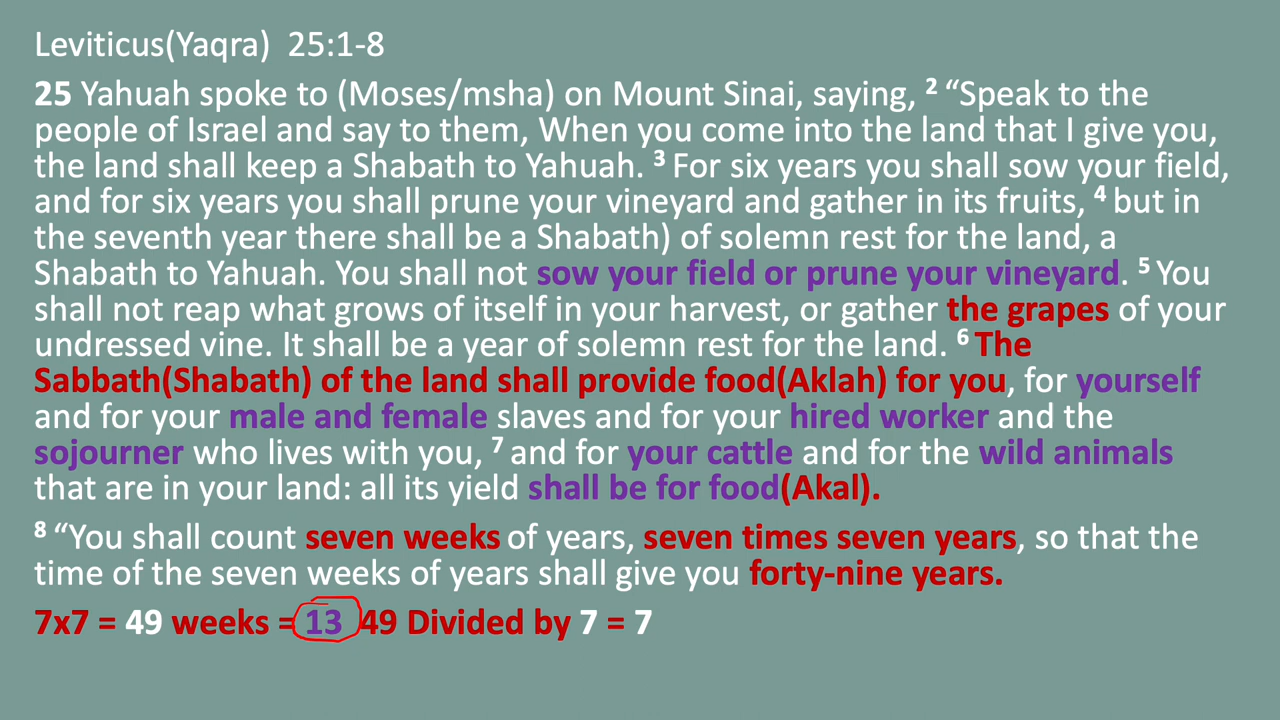 Leviticus(Yaqra) 25:1-8
25 Yahuah spoke to (Moses/msha) on Mount Sinai, saying, 2 “Speak to the
people of Israel and say to them, When you come into the land that I give you,
the land shall keep a Shabath to Yahuah. 3 For six years you shall sow your field,
and for six years you shall prune your vineyard and gather in its fruits, 4 but in
the seventh year there shall be a Shabath) of solemn rest for the land, a
Shabath to Yahuah. You shall not sow your field or prune your vineyard. 5 You
shall not reap what grows of itself in your harvest, or gather the grapes of your
undressed vine. It shall be a year of solemn rest for the land. 6 The
Sabbath(Shabath) of the land shall provide food(Aklah) for you, for yourself
and for your male and female slaves and for your hired worker and the
sojourner who lives with you, 7 and for your cattle and for the wild animals
that are in your land: all its yield shall be for food(Akal).
8 “You shall count seven weeks of years, seven times seven years, so that the
time of the seven weeks of years shall give you forty-nine years.
7x7 = 49 weeks = 13 49 Divided by 7 = 7